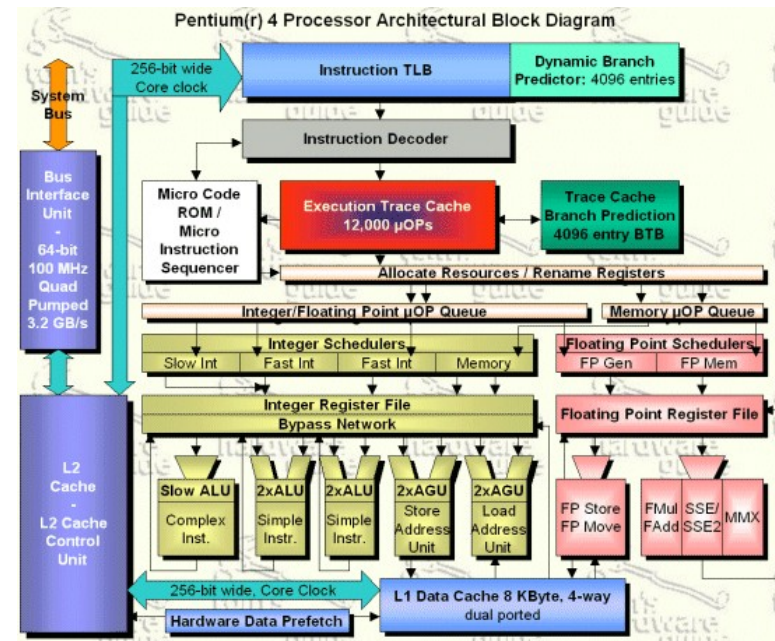 Pentium(r) 4 Processor Architectural Block Diagram
256-bit wide
Core clock
Instruction TLB
Dynamic Branch
Predictor: 4096 entries
System
Bus
Instruction Decoder
Bus
Interface
Unit
-
64-bit
100 MHz
Quad
Pumped
3.2 GB/s
Micro Code
ROM /
Micro
Instruction
Sequencer
Execution Trace Cache
12,000 µOPs
Trace Cache
Branch Prediction
4096 entry BTB
Allocate Resources / Rename Registers
Integer/Floating Point µOP Queue
Memory µOP Queue
Integer Schedulers
Slow Int
Fast Int
Fast Int
Memory
Floating Point Schedulers
FP Gen
FP Mem
Integer Register File
Bypass Network
Floating Point Register File
L2
Cache
-
L2 Cache
Control
Unit
Slow ALU
Complex
Inst.
2xALU
Simple
Instr.
2xALU
Simple
Instr.
2xAGU
Store
Address
Unit
2xAGU
Load
Address
Unit
FP Store
FP Move
FMul
FAdd
SSE/
SSE2
MMX
256-bit wide, Core Clock
L1 Data Cache 8 KByte, 4-way
dual ported
Hardware Data Prefetch